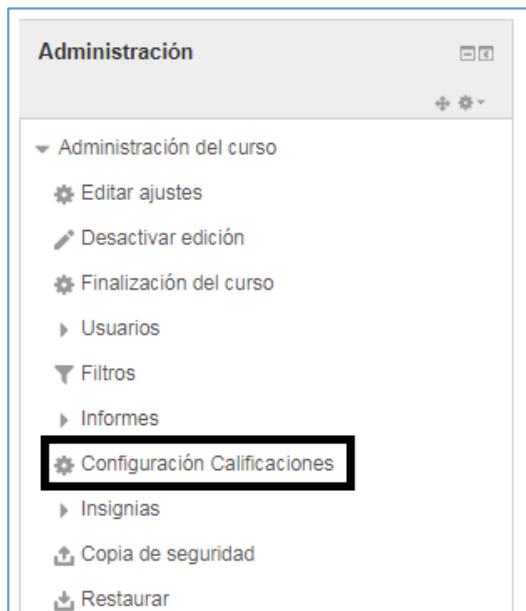 Administración
Administración del curso
Editar ajustes
Desactivar edición
Finalización del curso
Usuarios
Filtros
Informes
Configuración Calificaciones
Insignias
Copia de seguridad
Restaurar